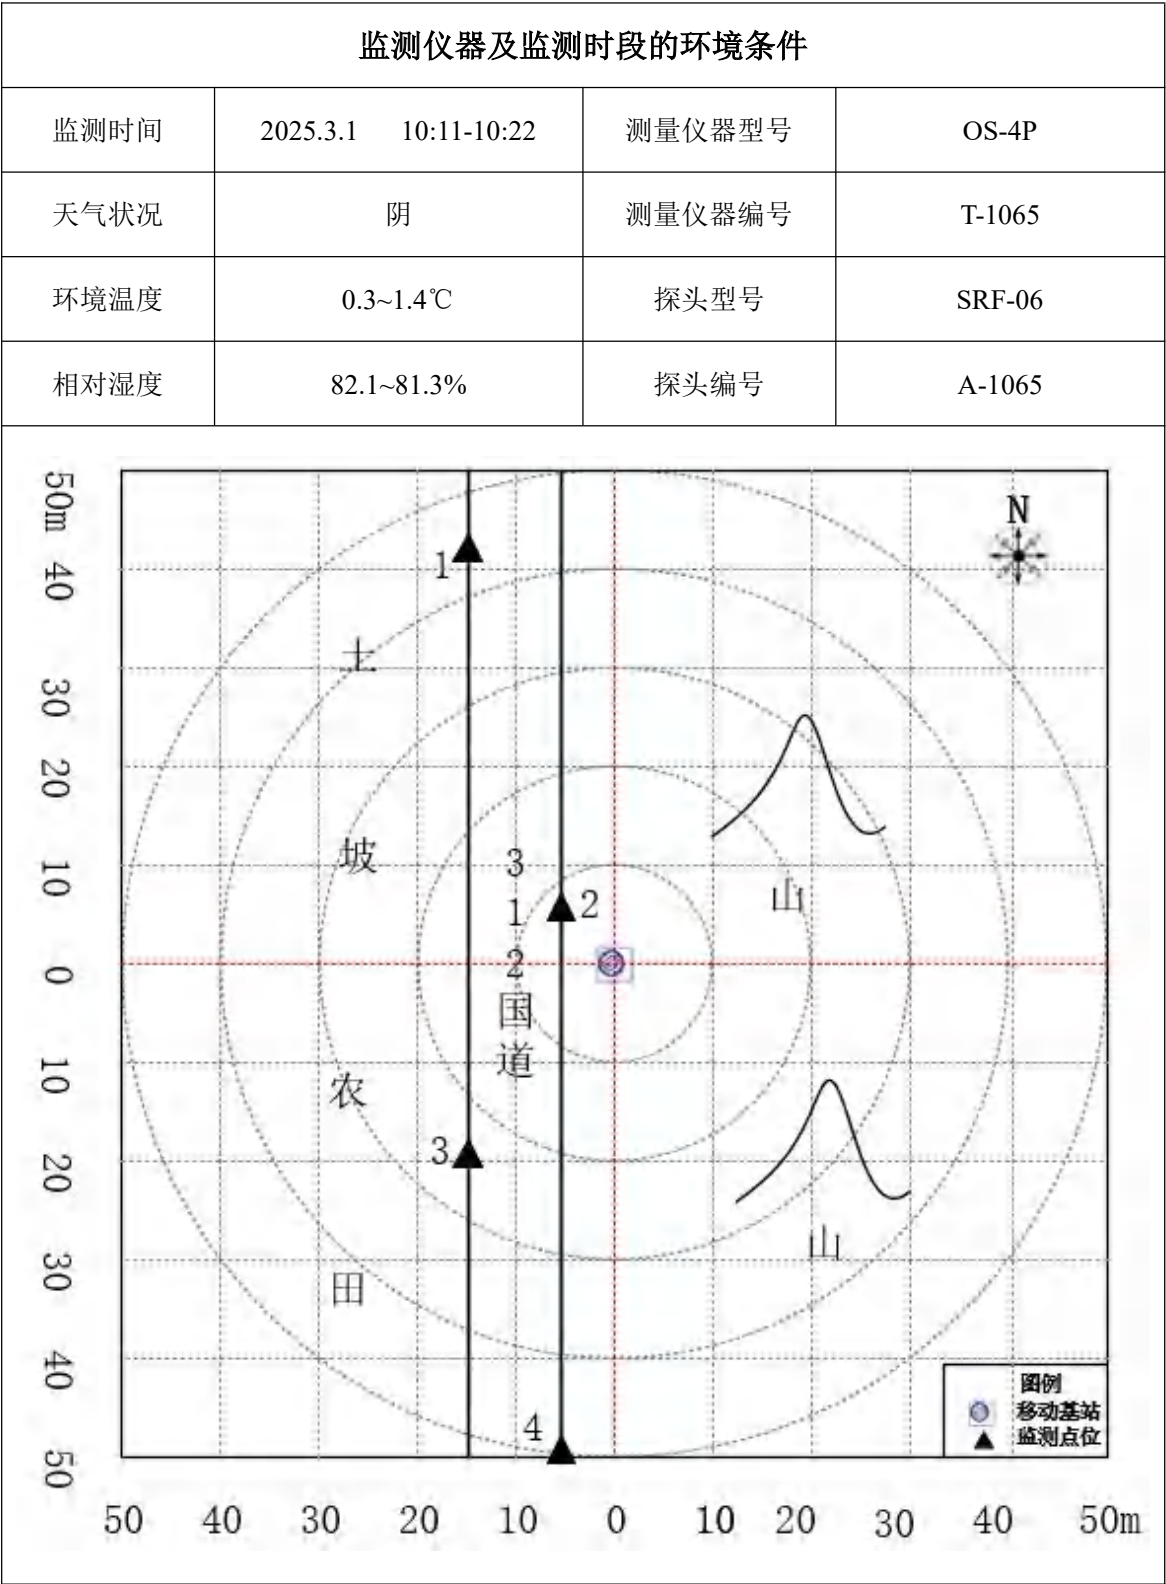 监测仪器及监测时段的环境条件
监测时间 2025.3.1 10:11-10:22 测量仪器型号 OS-4P
天气状况 阴 测量仪器编号 T-1065
环境温度 0.3~1.4℃ 探头型号 SRF-06
相对湿度 82.1~81.3% 探头编号 A-1065
50m
40
30
20
10
0
10
20
30
40
50
N
1
土
坡
农
田
3
1
2
国
道
2
山
3
山
4
图例
移动基站
监测点位
50 40 30 20 10 0 10 20 30 40 50m